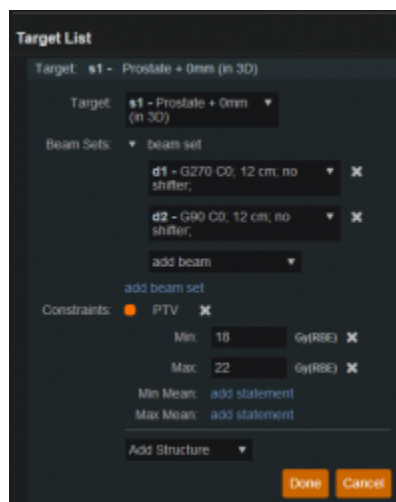 Target List
Target: s1 - Prostate + 0mm (in 3D)
Target: s1 - Prostate + 0mm
(in 3D)
Beam Sets: beam set
d1 - G270 C0; 12 cm; no
shifter;
d2 - G90 C0; 12 cm; no
shifter;
add beam
add beam set
Constraints: PTV
Min: 18 Gy(RBE)
Max: 22 Gy(RBE)
Min Mean: add statement
Max Mean: add statement
Add Structure
Done Cancel